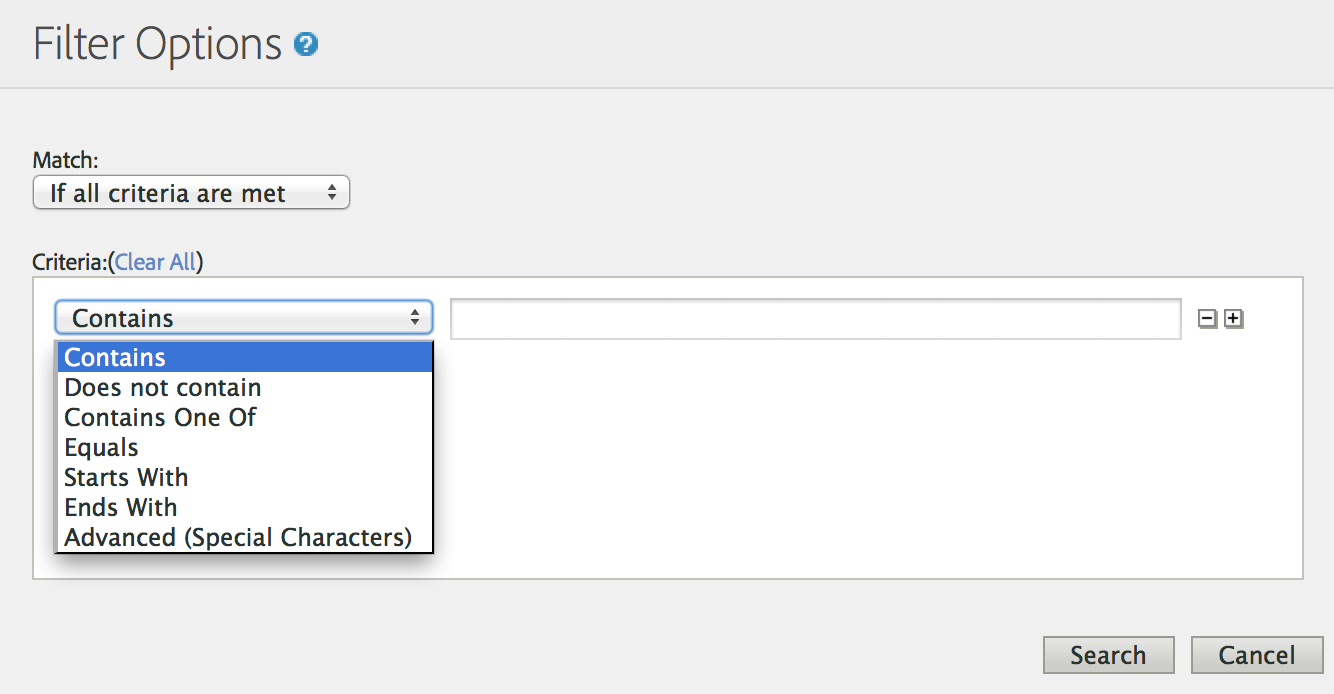 Filter Options ?
Match:
If all criteria are met
Criteria:(Clear All)
Contains
Contains
Does not contain
Contains One Of
Equals
Starts With
Ends With
Advanced (Special Characters)
Search Cancel